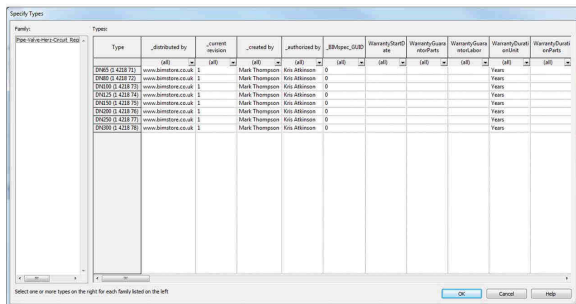 Specify Types
Family: Types:
Pipe-Valve-Herz-Circuit_Reg
Type _distributed by _current revision _created by _authorized by _BIMspec_GUID WarrantyStartDate WarrantyGuarantorParts WarrantyGuarantorLabor WarrantyDurationUnit WarrantyDurationParts
(all) (all) (all) (all) (all) (all) (all) (all) (all) (all)
DN65 (1 4218 71) www.bimstore.co.uk 1 Mark Thompson Kris Atkinson 0 Years
DN80 (1 4218 72) www.bimstore.co.uk 1 Mark Thompson Kris Atkinson 0 Years
DN100 (1 4218 73) www.bimstore.co.uk 1 Mark Thompson Kris Atkinson 0 Years
DN125 (1 4218 74) www.bimstore.co.uk 1 Mark Thompson Kris Atkinson 0 Years
DN150 (1 4218 75) www.bimstore.co.uk 1 Mark Thompson Kris Atkinson 0 Years
DN200 (1 4218 76) www.bimstore.co.uk 1 Mark Thompson Kris Atkinson 0 Years
DN250 (1 4218 77) www.bimstore.co.uk 1 Mark Thompson Kris Atkinson 0 Years
DN300 (1 4218 78) www.bimstore.co.uk 1 Mark Thompson Kris Atkinson 0 Years
Select one or more types on the right for each family listed on the left
OK Cancel Help